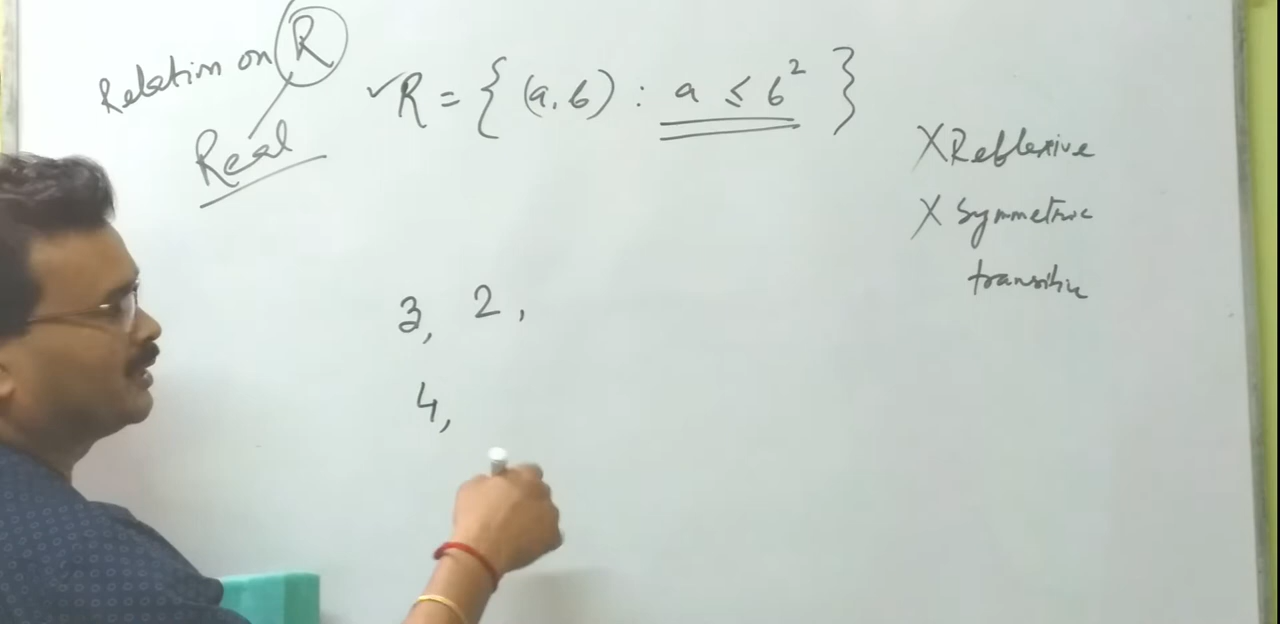 Relation on R
Real
✓R = { (a, b) : a ≤ b² }
X Reflexive
X Symmetric
transitive
3, 2,
4,